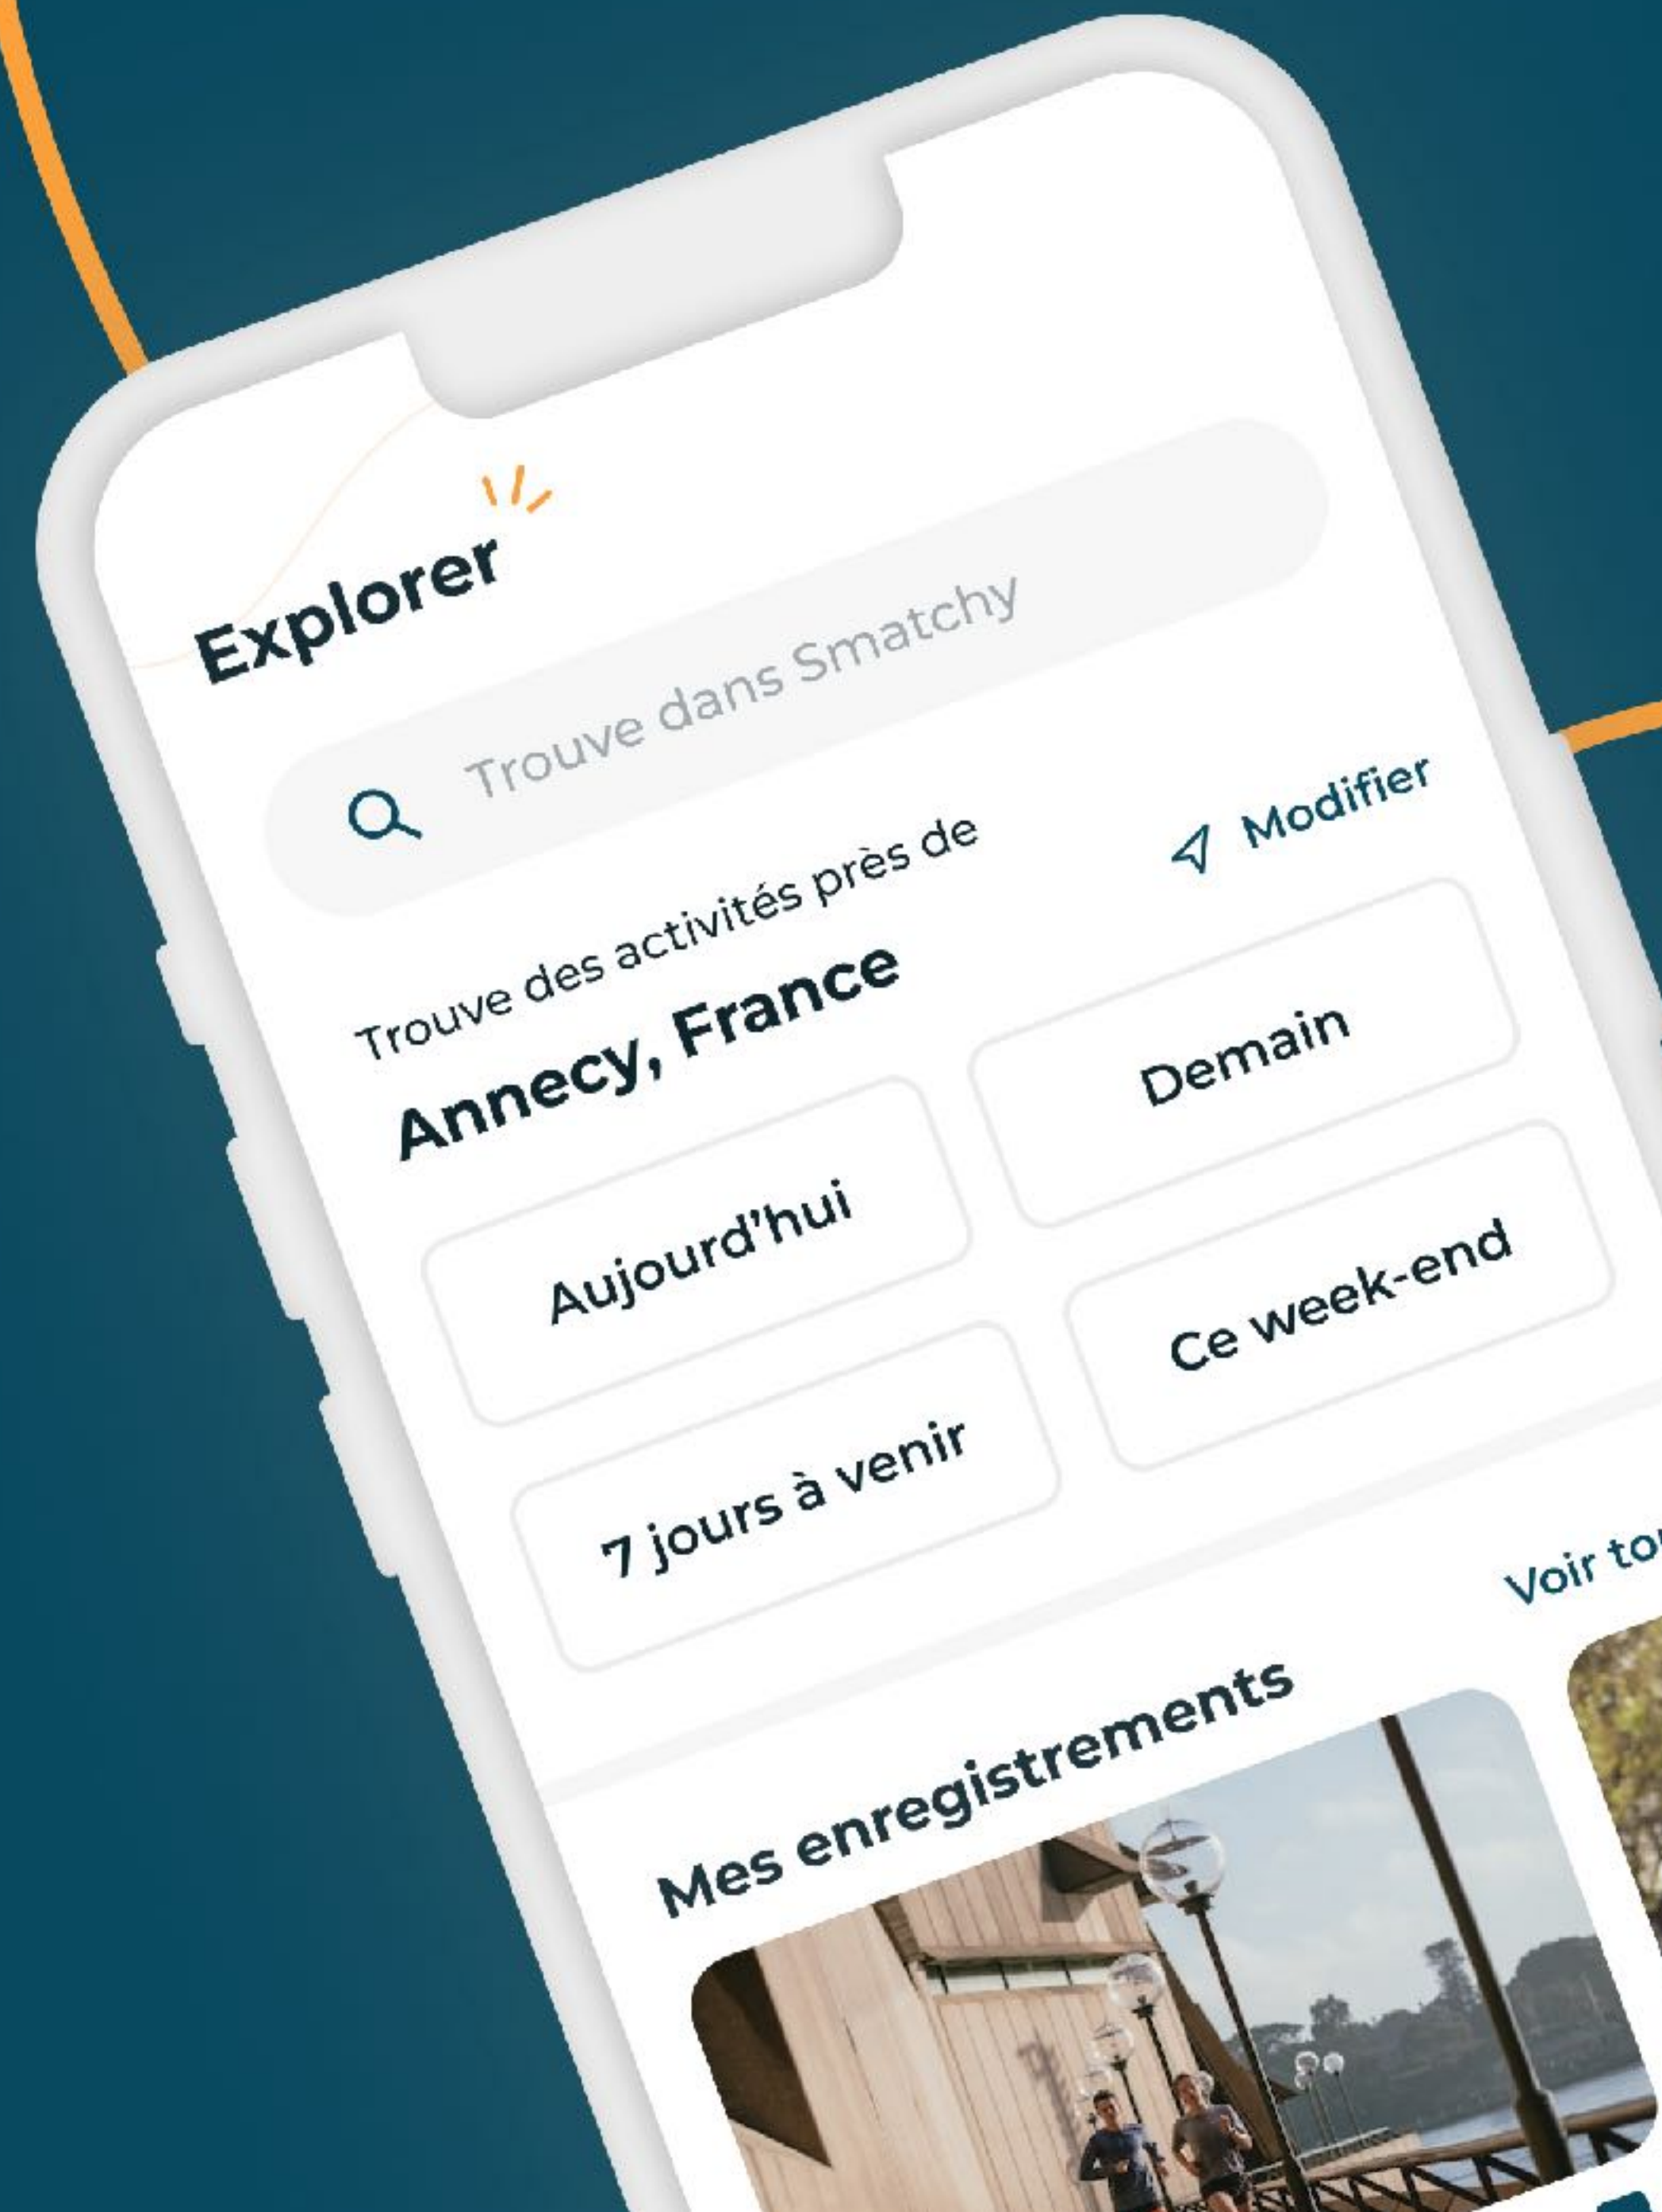 Explorer
Trouve dans Smatchy
Trouve des activités près de
Modifier
Annecy, France
Aujourd'hui
Demain
7 jours à venir
Ce week-end
Mes enregistrements
Voir